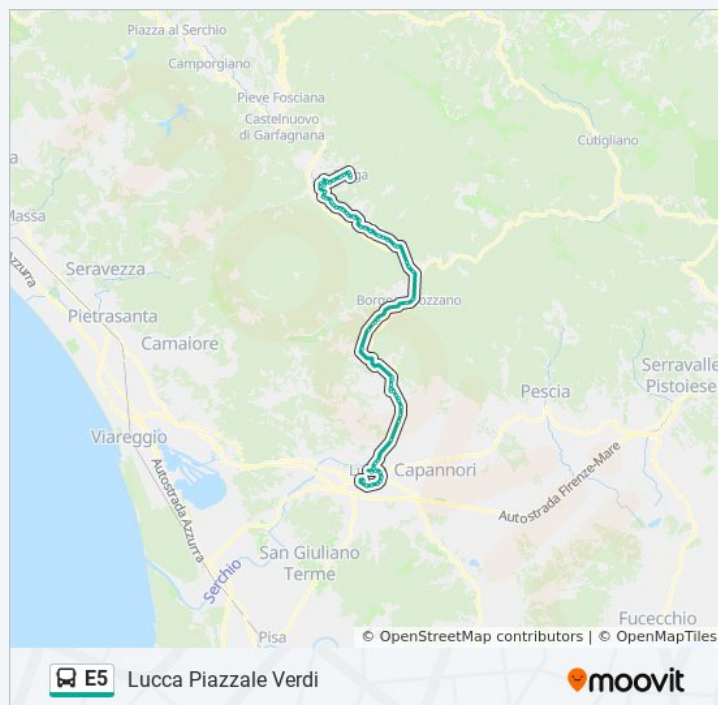 Piazza al Serchio
Camporgiano
Pieve Fosciana
Castelnuovo
di Garfagnana
Cutigliano
Massa
Azzurra
Seravezza
Pietrasanta
Camaiore
Serravalle
Pistoiese
Pescia
Viareggio
Capannori
Autostrada Azzurra
Autostrada Firenze-Mare
San Giuliano
Terme
Serchio
Fucecchio
Pisa
© OpenStreetMap contributors | © OpenMapTiles
E5 Lucca Piazzale Verdi
moovit